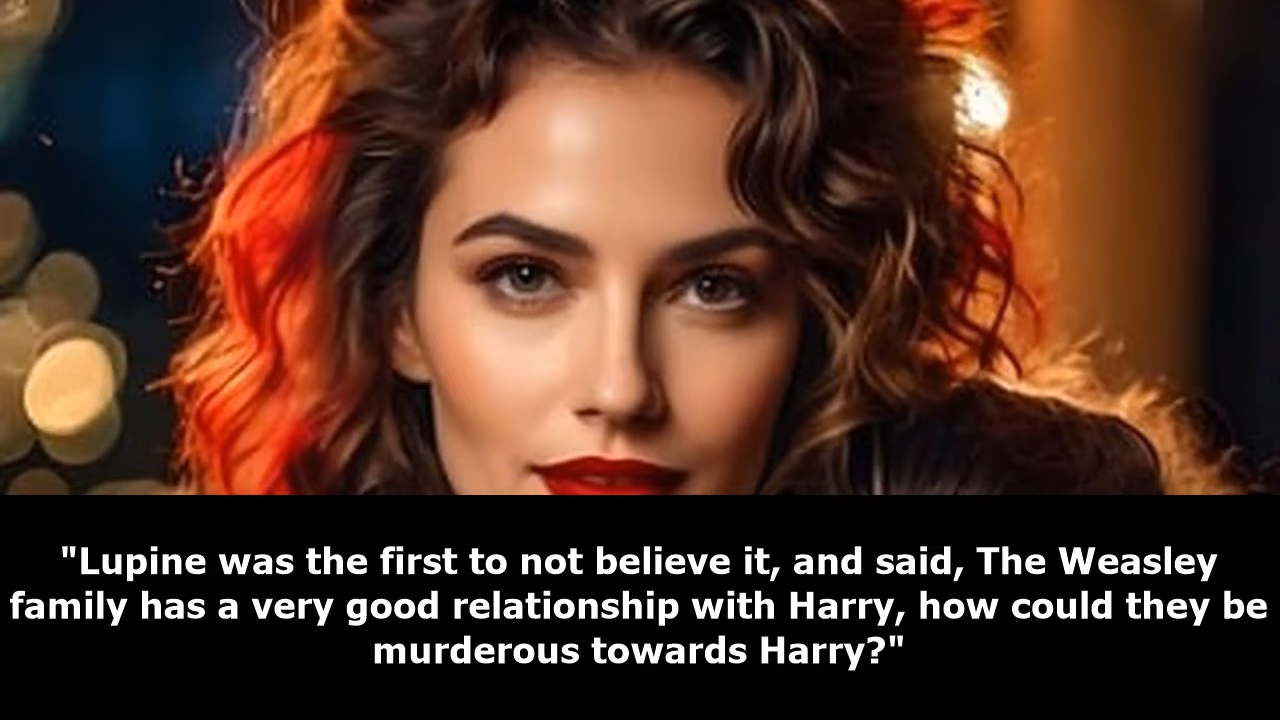 "Lupine was the first to not believe it, and said, The Weasley
family has a very good relationship with Harry, how could they be
murderous towards Harry?"